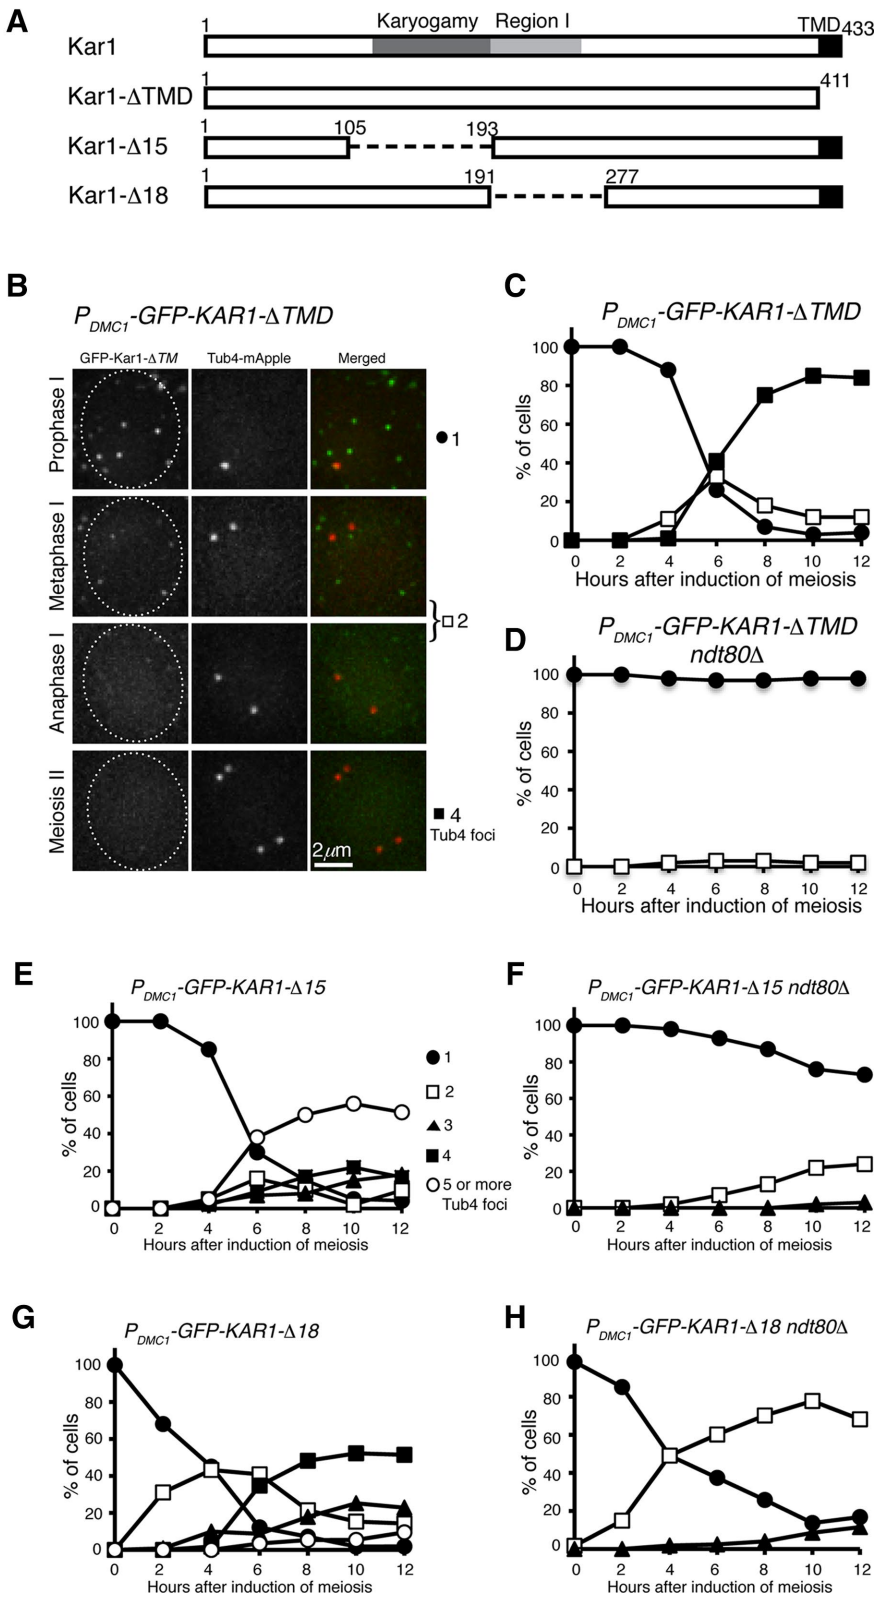 A
Karyogamy Region I
1 TMD 433
Kar1
1 411
Kar1-ΔTMD
1 105 193
Kar1-Δ15
1 191 277
Kar1-Δ18
B
P_DMC1-GFP-KAR1-ΔTMD
GFP-Kar1-ΔTM Tub4-mApple Merged
Prophase I
● 1
Metaphase I
} □ 2
Anaphase I
Meiosis II
■ 4
Tub4 foci
2μm
C
P_DMC1-GFP-KAR1-ΔTMD
% of cells
100
80
60
40
20
0
0 2 4 6 8 10 12
Hours after induction of meiosis
D
P_DMC1-GFP-KAR1-ΔTMD
ndt80Δ
% of cells
100
80
60
40
20
0
0 2 4 6 8 10 12
Hours after induction of meiosis
E
P_DMC1-GFP-KAR1-Δ15
% of cells
100
80
60
40
20
0
0 2 4 6 8 10 12
Hours after induction of meiosis
● 1
□ 2
▲ 3
■ 4
○ 5 or more
Tub4 foci
F
P_DMC1-GFP-KAR1-Δ15 ndt80Δ
% of cells
100
80
60
40
20
0
0 2 4 6 8 10 12
Hours after induction of meiosis
G
P_DMC1-GFP-KAR1-Δ18
% of cells
100
80
60
40
20
0
0 2 4 6 8 10 12
Hours after induction of meiosis
H
P_DMC1-GFP-KAR1-Δ18 ndt80Δ
% of cells
100
80
60
40
20
0
0 2 4 6 8 10 12
Hours after induction of meiosis